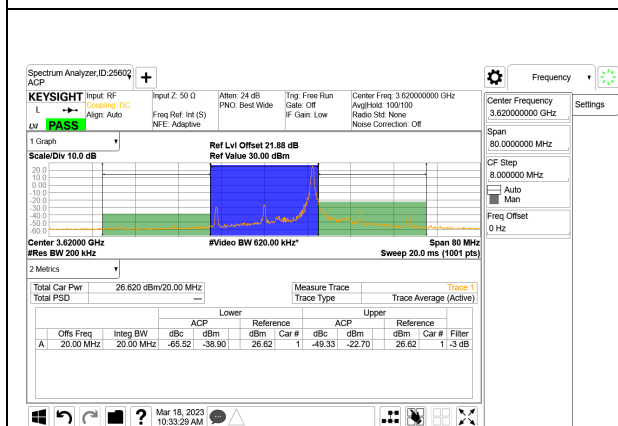 Spectrum Analyzer,ID:25602
ACP
Frequency
KEYSIGHT Input: RF Input Z: 50 Ω Atten: 24 dB Trig: Free Run Center Freq: 3.620000000 GHz
L Coupling: DC PNO: Best Wide Gate: Off Avg|Hold: 100/100
Align: Auto Freq Ref: Int (S) IF Gain: Low Radio Std: None
LXI PASS NFE: Adaptive Noise Correction: Off
Center Frequency
3.620000000 GHz
Settings
Span
80.0000000 MHz
CF Step
8.000000 MHz
Auto
Man
Freq Offset
0 Hz
1 Graph
Ref Lvl Offset 21.88 dB
Scale/Div 10.0 dB Ref Value 30.00 dBm
20.0
10.0
0.00
-10.0
-20.0
-30.0
-40.0
-50.0
-60.0
Center 3.62000 GHz #Video BW 620.00 kHz* Span 80 MHz
#Res BW 200 kHz Sweep 20.0 ms (1001 pts)
2 Metrics
Total Car Pwr 26.620 dBm/20.00 MHz Measure Trace Trace 1
Total PSD --- Trace Type Trace Average (Active)
Lower Upper
ACP Reference ACP Reference
Offs Freq Integ BW dBc dBm dBm Car # dBc dBm dBm Car # Filter
A 20.00 MHz 20.00 MHz -65.52 -38.90 26.62 1 -49.33 -22.70 26.62 1 -3 dB
? Mar 18, 2023
10:33:29 AM